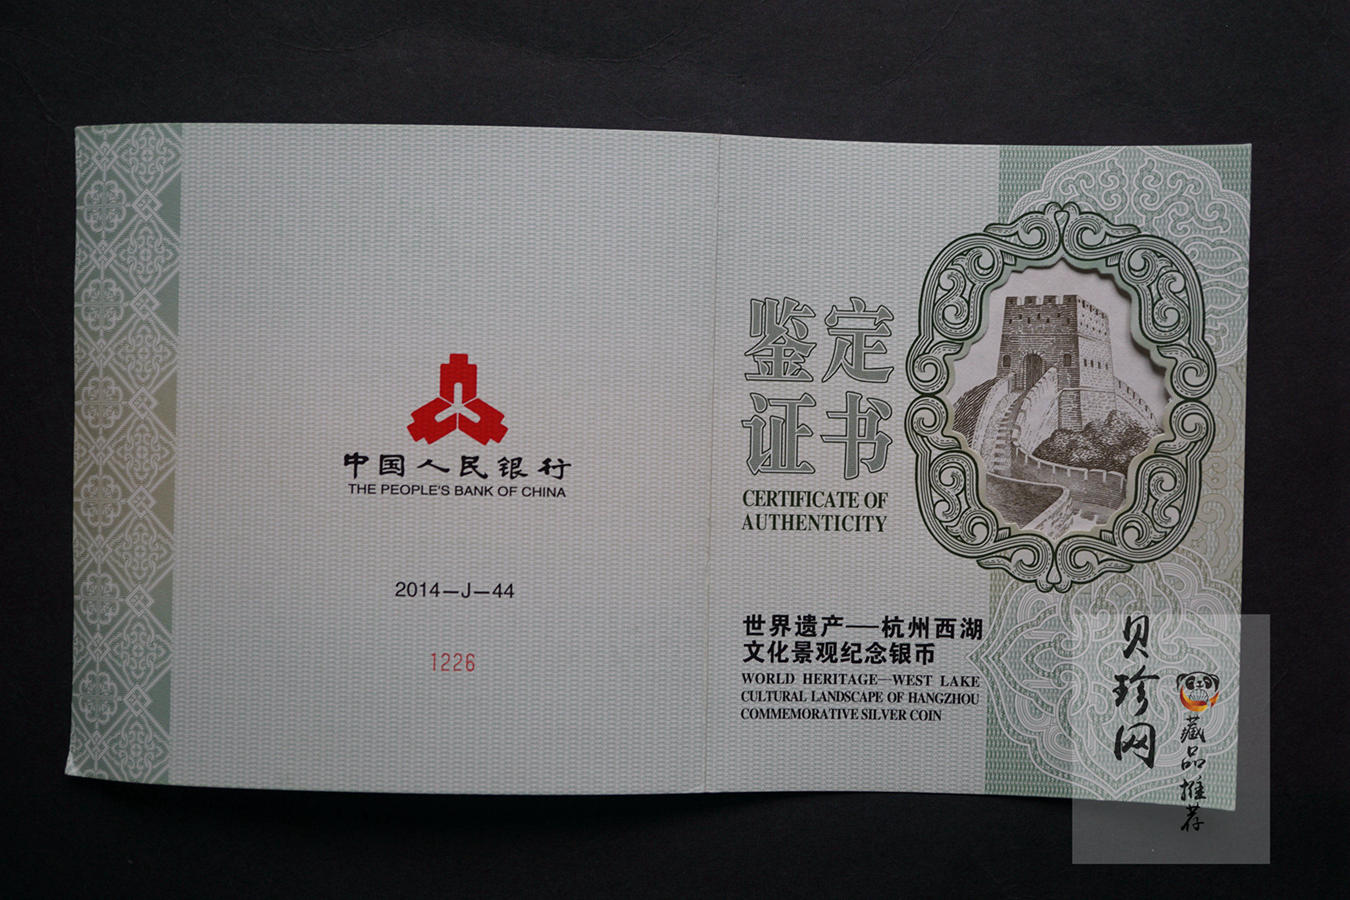 中国人民银行
THE PEOPLE'S BANK OF CHINA
2014－J－44
1226
鉴定
证书
CERTIFICATE OF
AUTHENTICITY
世界遗产——杭州西湖
文化景观纪念银币
WORLD HERITAGE—WEST LAKE
CULTURAL LANDSCAPE OF HANGZHOU
COMMEMORATIVE SILVER COIN
贝珍网
藏品推荐